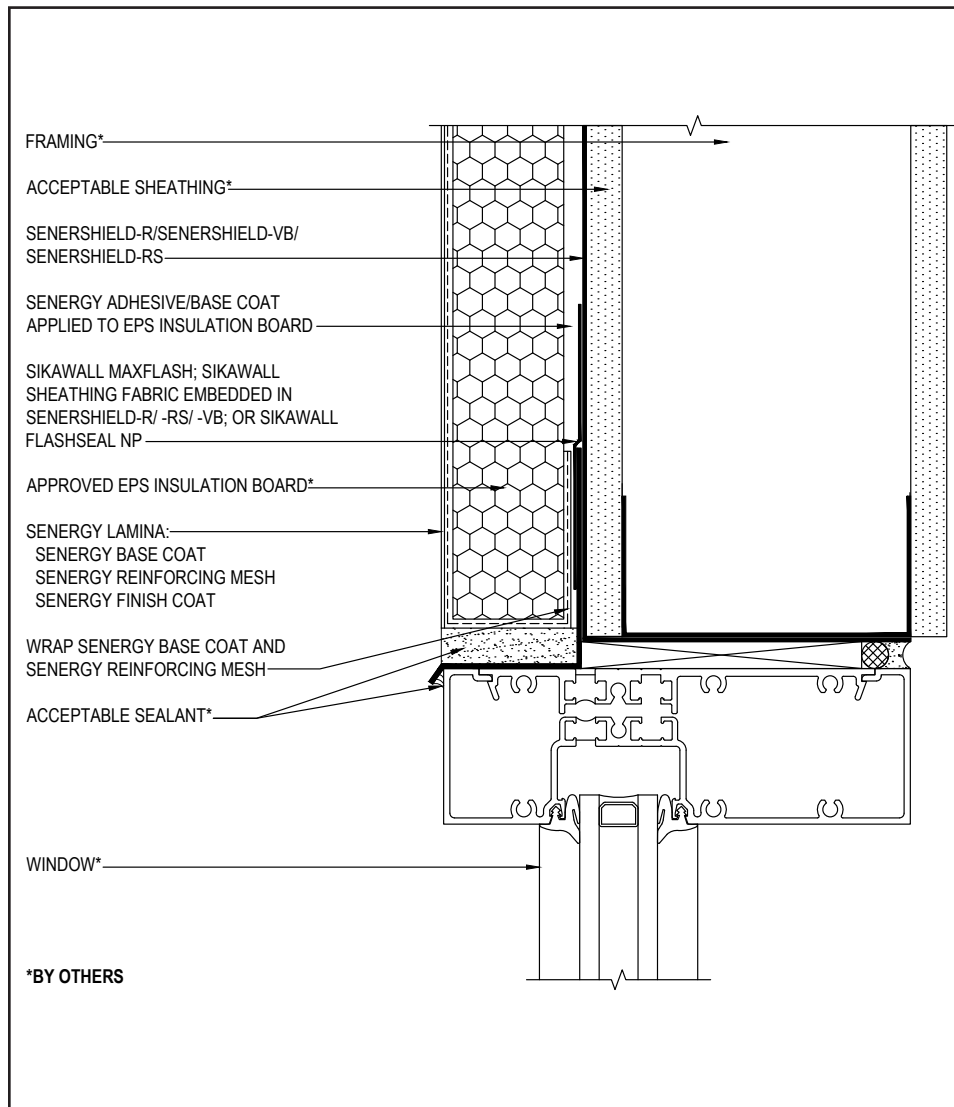 FRAMING*
ACCEPTABLE SHEATHING*
SENERSHIELD-R/SENERSHIELD-VB/
SENERSHIELD-RS
SENERGY ADHESIVE/BASE COAT
APPLIED TO EPS INSULATION BOARD
SIKAWALL MAXFLASH; SIKAWALL
SHEATHING FABRIC EMBEDDED IN
SENERSHIELD-R/ -RS/ -VB; OR SIKAWALL
FLASHSEAL NP
APPROVED EPS INSULATION BOARD*
SENERGY LAMINA:
SENERGY BASE COAT
SENERGY REINFORCING MESH
SENERGY FINISH COAT
WRAP SENERGY BASE COAT AND
SENERGY REINFORCING MESH
ACCEPTABLE SEALANT*
WINDOW*
*BY OTHERS